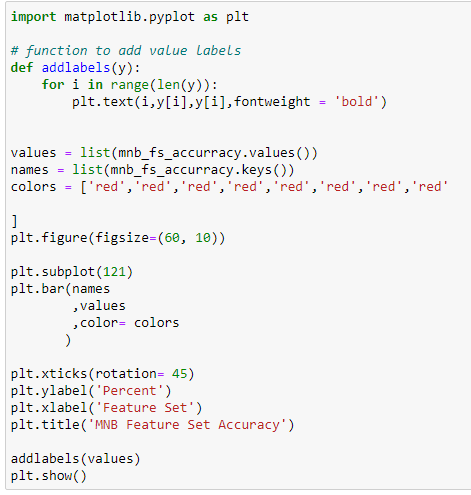 import matplotlib.pyplot as plt

# function to add value labels
def addlabels(y):
    for i in range(len(y)):
        plt.text(i,y[i],y[i],fontweight = 'bold')


values = list(mnb_fs_accurracy.values())
names = list(mnb_fs_accurracy.keys())
colors = ['red','red','red','red','red','red','red','red'

]
plt.figure(figsize=(60, 10))

plt.subplot(121)
plt.bar(names
        ,values
        ,color= colors
       )

plt.xticks(rotation= 45)
plt.ylabel('Percent')
plt.xlabel('Feature Set')
plt.title('MNB Feature Set Accuracy')

addlabels(values)
plt.show()